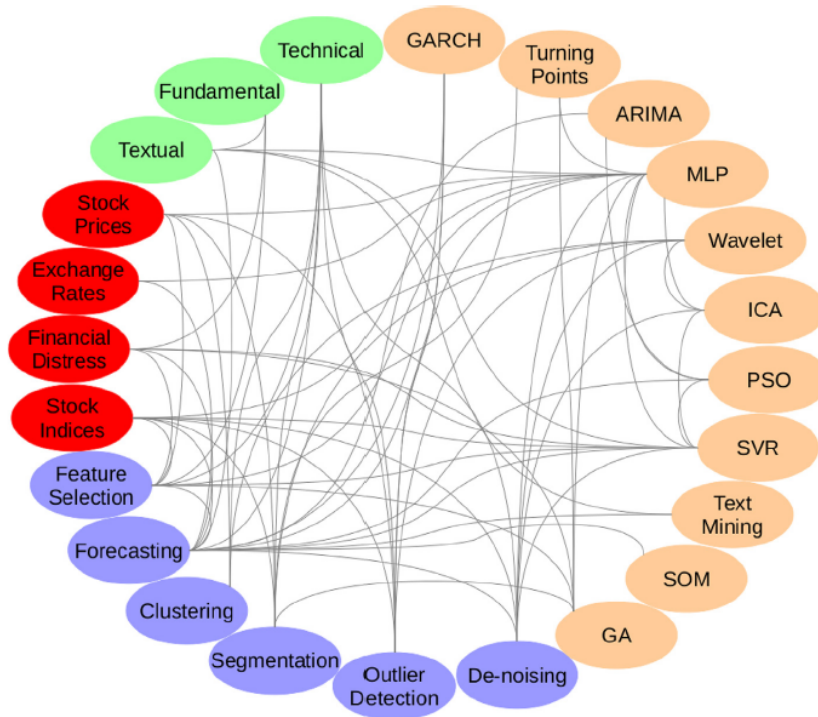 Technical
GARCH
Turning
Points
Fundamental
ARIMA
Textual
MLP
Stock
Prices
Wavelet
Exchange
Rates
ICA
Financial
Distress
PSO
Stock
Indices
SVR
Feature
Selection
Text
Mining
Forecasting
SOM
Clustering
GA
Segmentation
Outlier
Detection
De-noising